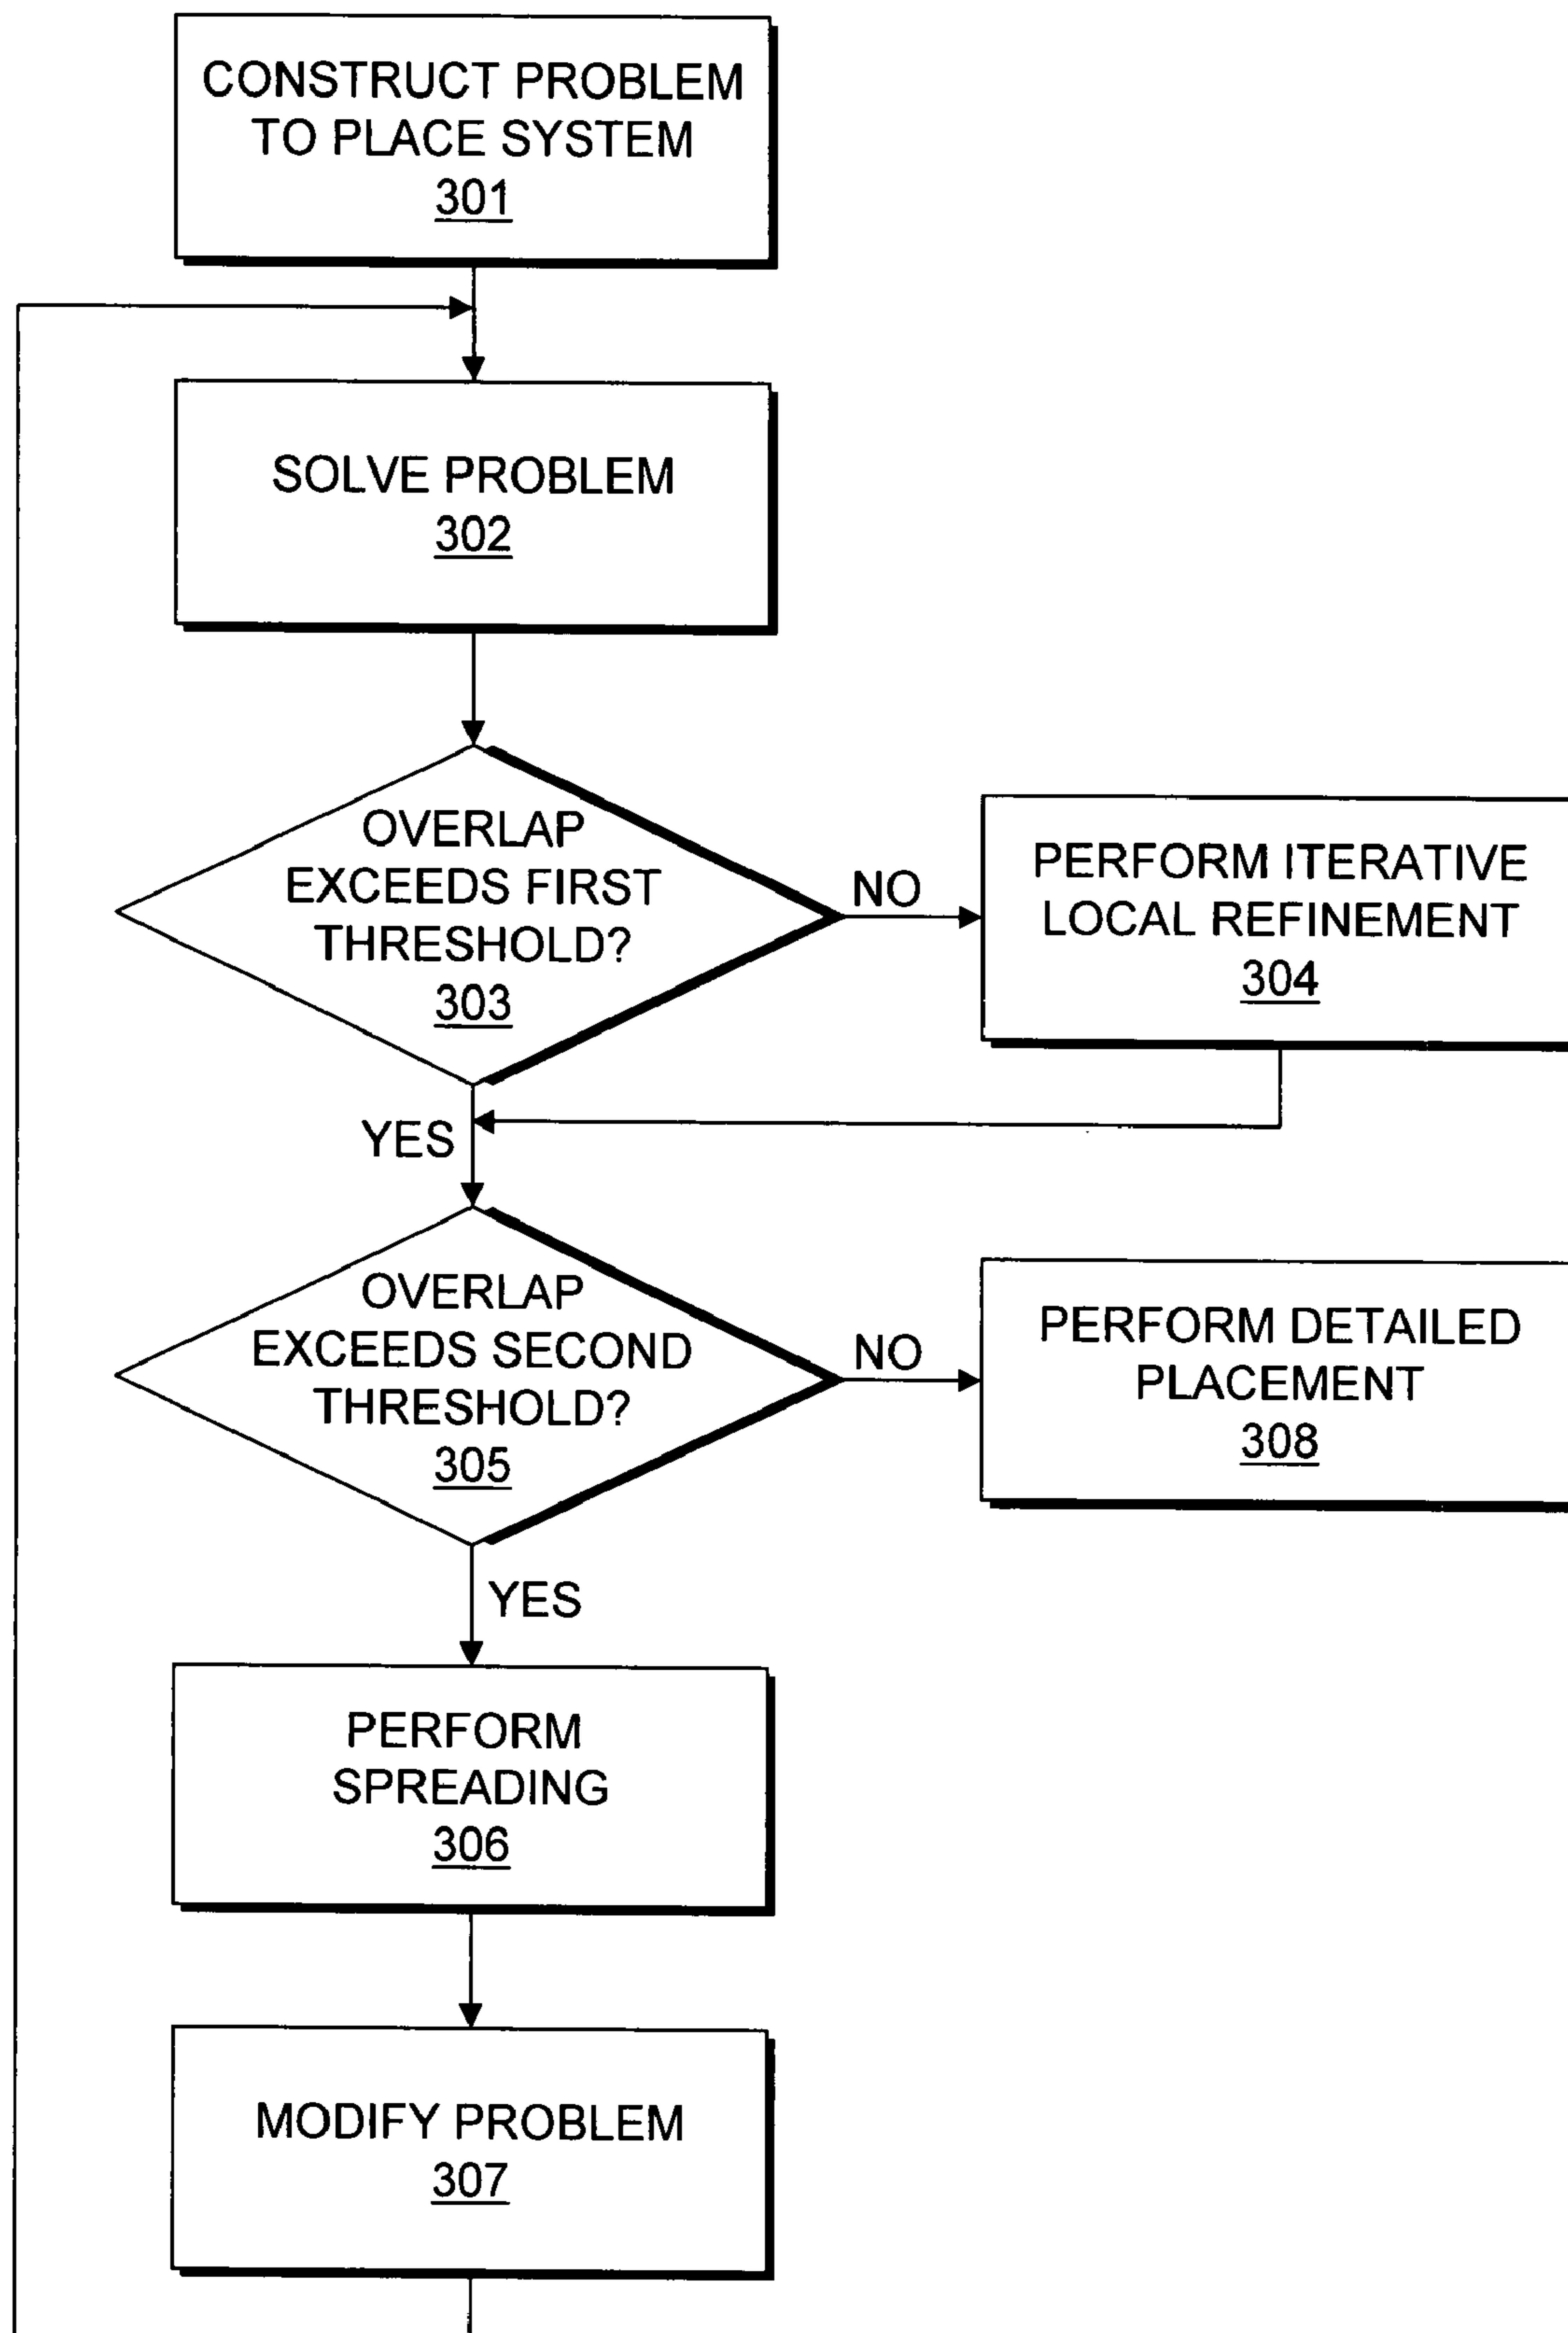 CONSTRUCT PROBLEM
TO PLACE SYSTEM
301
SOLVE PROBLEM
302
OVERLAP
EXCEEDS FIRST
THRESHOLD?
303
NO
PERFORM ITERATIVE
LOCAL REFINEMENT
304
YES
OVERLAP
EXCEEDS SECOND
THRESHOLD?
305
NO
PERFORM DETAILED
PLACEMENT
308
YES
PERFORM
SPREADING
306
MODIFY PROBLEM
307